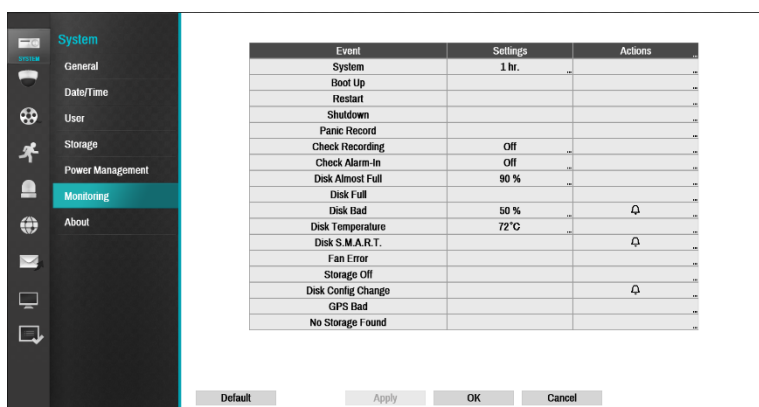 System
SYSTEM
General
Date/Time
User
Storage
Power Management
Monitoring
About
Event Settings Actions ...
System 1 hr. ... ...
Boot Up ...
Restart ...
Shutdown ...
Panic Record ...
Check Recording Off ... ...
Check Alarm-In Off ... ...
Disk Almost Full 90 % ... ...
Disk Full ...
Disk Bad 50 % ... ...
Disk Temperature 72°C ... ...
Disk S.M.A.R.T. ...
Fan Error ...
Storage Off ...
Disk Config Change ...
GPS Bad ...
No Storage Found ...
Default Apply OK Cancel